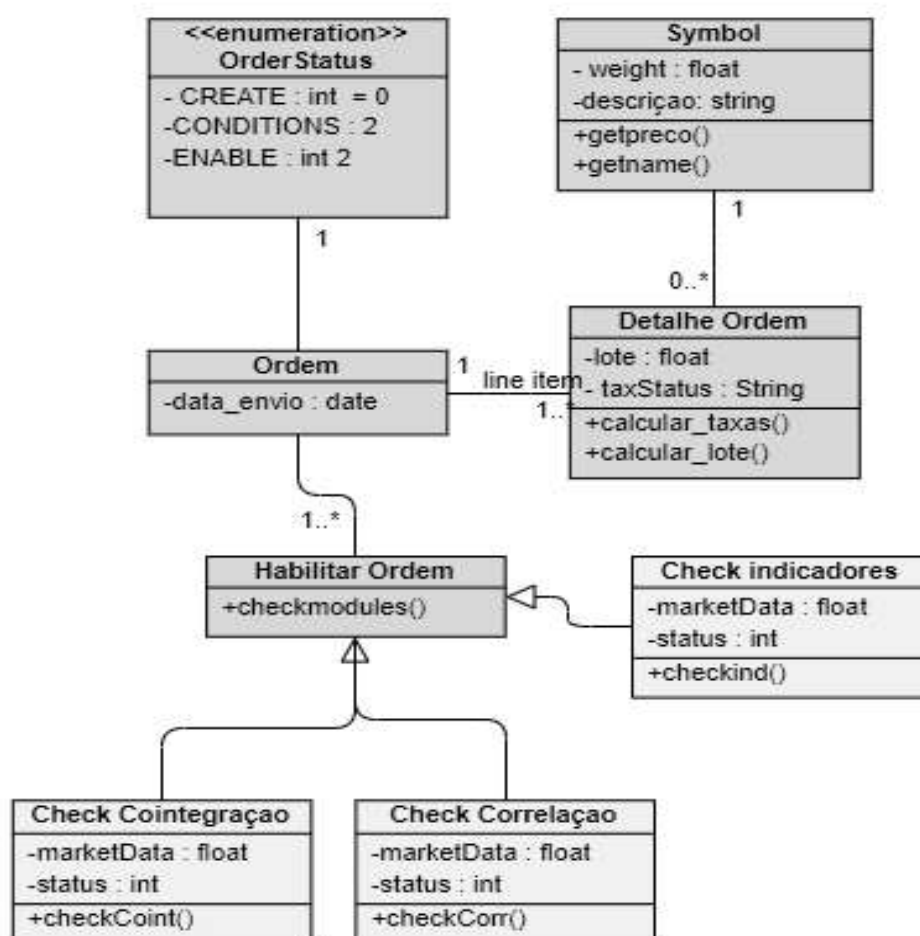 <<enumeration>>
OrderStatus
- CREATE : int = 0
-CONDITIONS : 2
-ENABLE : int 2
Symbol
- weight : float
-descriçao: string
+getpreco()
+getname()
1
1
0..*
Ordem
-data_envio : date
1
line item
1..*
Detalhe Ordem
-lote : float
- taxStatus : String
+calcular_taxas()
+calcular_lote()
1..*
Habilitar Ordem
+checkmodules()
Check indicadores
-marketData : float
-status : int
+checkind()
Check Cointegraçao
-marketData : float
-status : int
+checkCoint()
Check Correlaçao
-marketData : float
-status : int
+checkCorr()